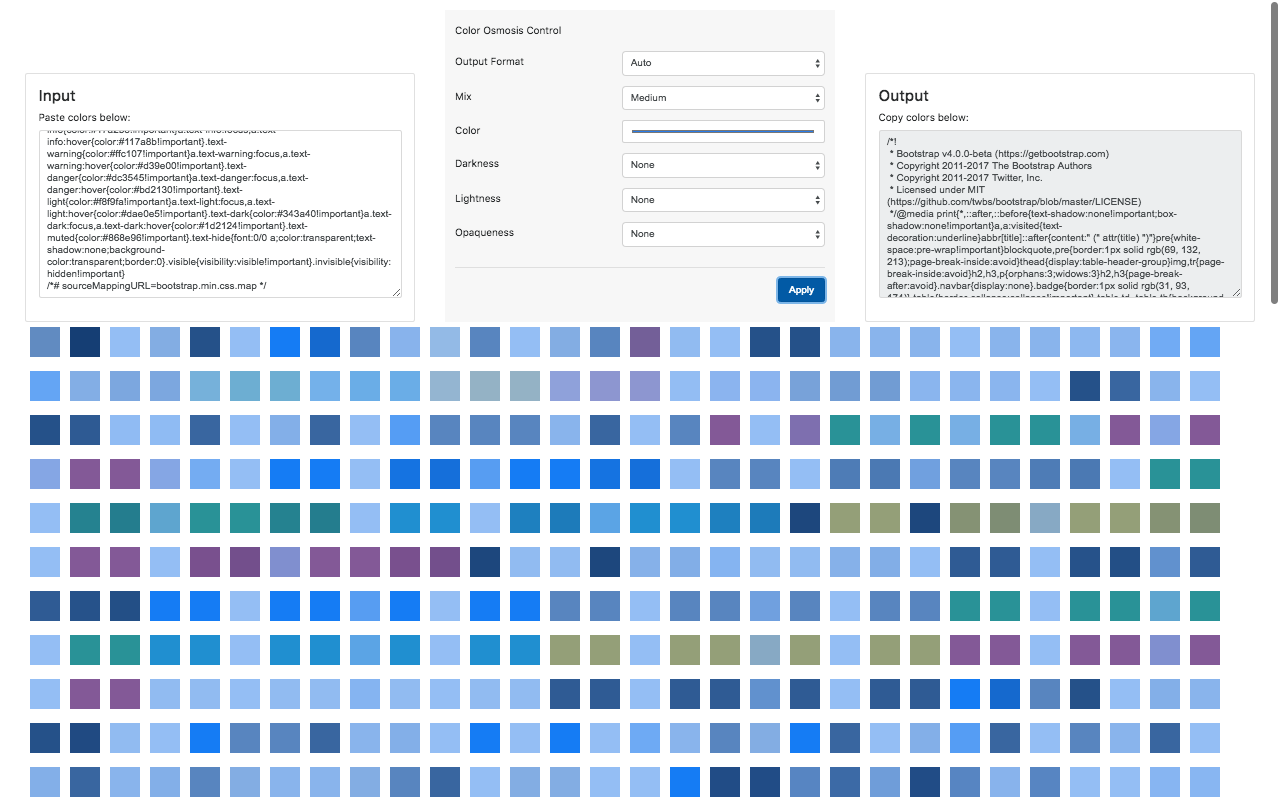 Color Osmosis Control
Output Format
Auto
Mix
Medium
Color
Darkness
None
Lightness
None
Opaqueness
None
Apply
Input
Paste colors below:
info:hover{color:#117a8b!important}.text-
warning{color:#ffc107!important}a.text-warning:focus,a.text-
warning:hover{color:#d39e00!important}.text-
danger{color:#dc3545!important}a.text-danger:focus,a.text-
danger:hover{color:#bd2130!important}.text-
light{color:#f8f9fa!important}a.text-light:focus,a.text-
light:hover{color:#dae0e5!important}.text-dark{color:#343a40!important}a.text-
dark:focus,a.text-dark:hover{color:#1d2124!important}.text-
muted{color:#868e96!important}.text-hide{font:0/0 a;color:transparent;text-
shadow:none;background-
color:transparent;border:0}.visible{visibility:visible!important}.invisible{visibility:
hidden!important}
/*# sourceMappingURL=bootstrap.min.css.map */
Output
Copy colors below:
/*!
* Bootstrap v4.0.0-beta (https://getbootstrap.com)
* Copyright 2011-2017 The Bootstrap Authors
* Copyright 2011-2017 Twitter, Inc.
* Licensed under MIT
(https://github.com/twbs/bootstrap/blob/master/LICENSE)
*/@media print{*,::after,::before{text-shadow:none!important;box-
shadow:none!important}a,a:visited{text-
decoration:underline}abbr[title]::after{content:" (" attr(title) ")"}pre{white-
space:pre-wrap!important}blockquote,pre{border:1px solid rgb(69, 132,
213);page-break-inside:avoid}thead{display:table-header-group}img,tr{page-
break-inside:avoid}h2,h3,p{orphans:3;widows:3}h2,h3{page-break-
after:avoid}.navbar{display:none}.badge{border:1px solid rgb(31, 93,